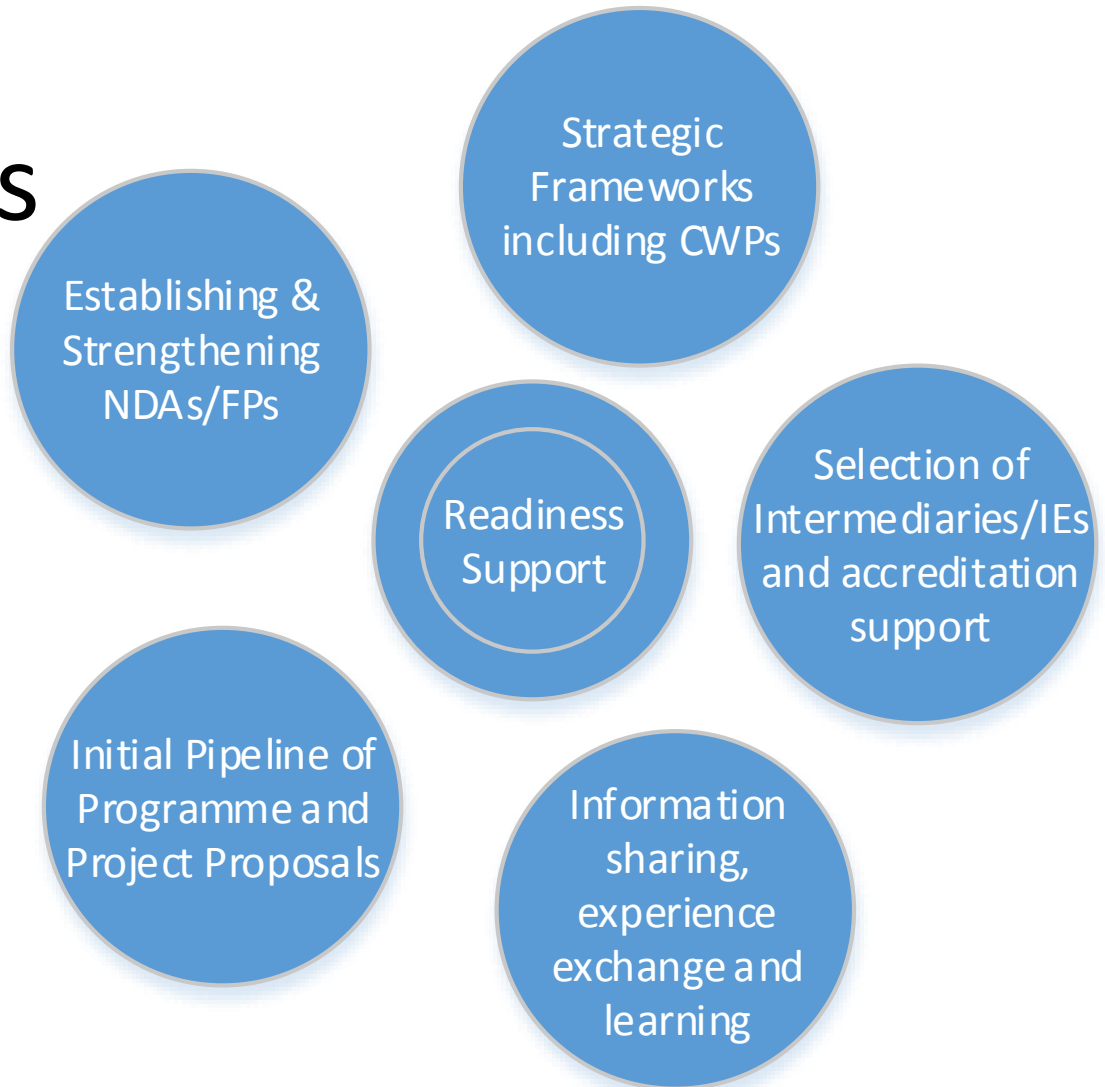 s
Strategic
Frameworks
including CWPs
Establishing &
Strengthening
NDAs/FPs
Selection of
Intermediaries/IEs
and accreditation
support
Readiness
Support
Initial Pipeline of
Programme and
Project Proposals
Information
sharing,
experience
exchange and
learning